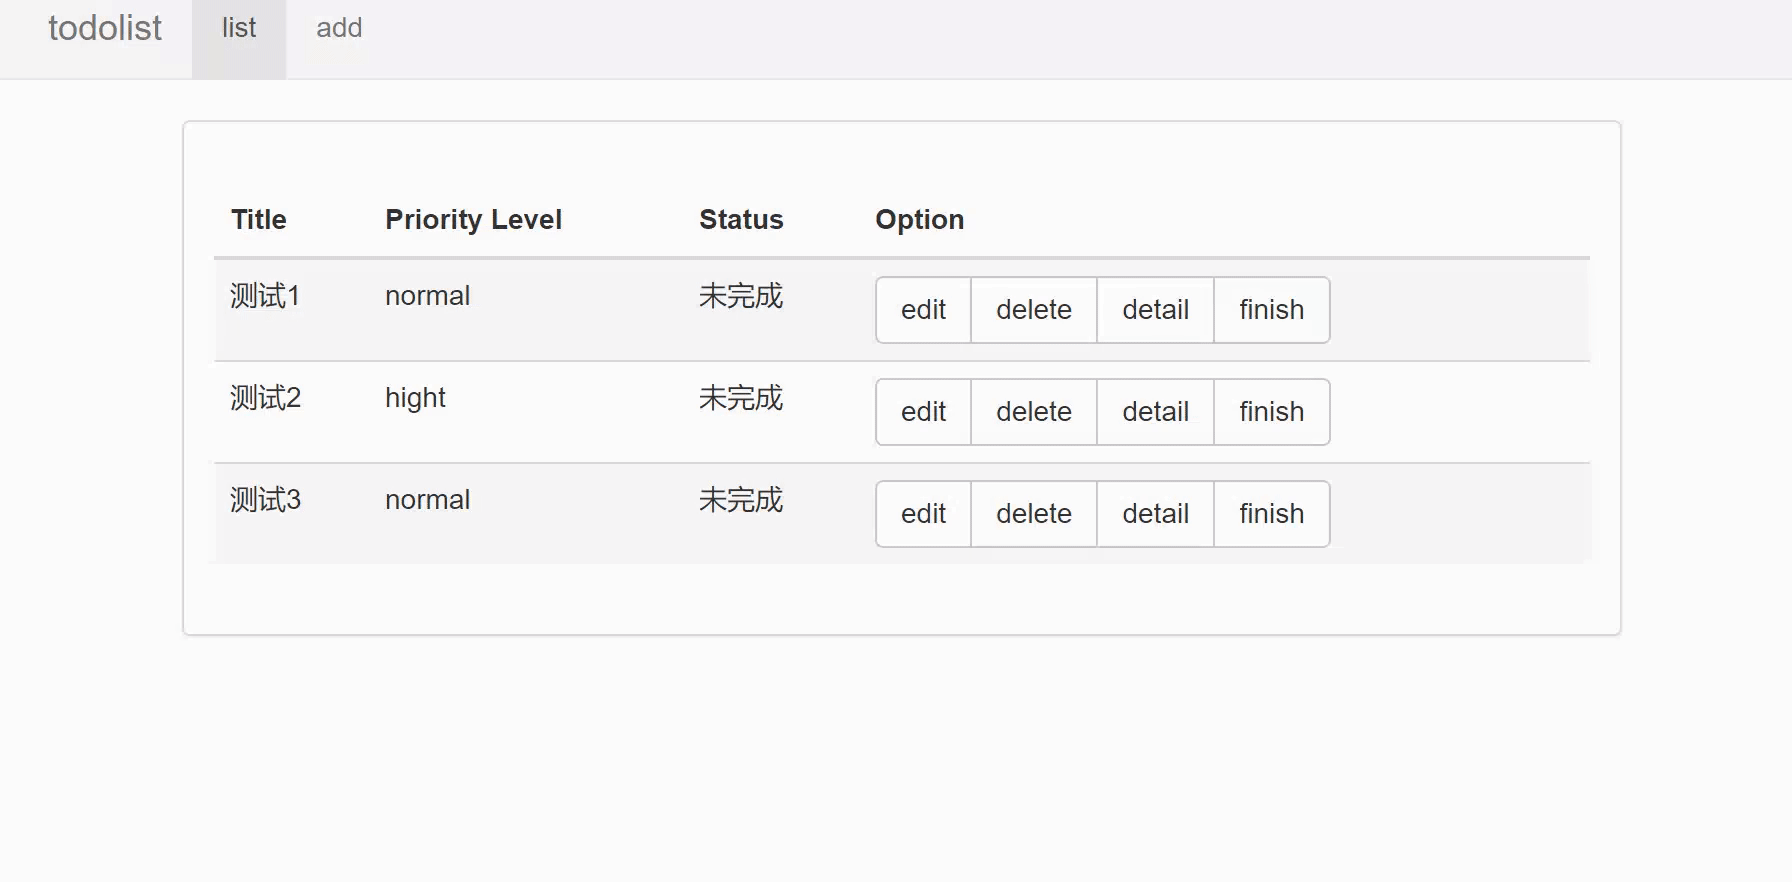 todolist list add
Title Priority Level Status Option
测试1 normal 未完成 edit delete detail finish
测试2 hight 未完成 edit delete detail finish
测试3 normal 未完成 edit delete detail finish